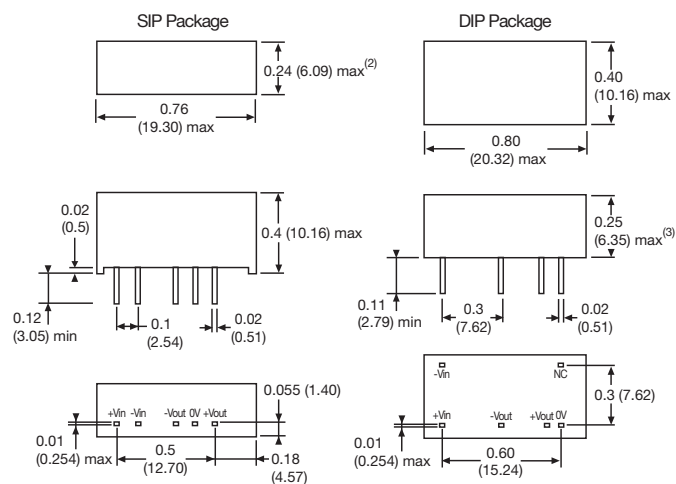 SIP Package
DIP Package
0.24 (6.09) max(2)
0.76
(19.30) max
0.40
(10.16) max
0.80
(20.32) max
0.02
(0.5)
0.4 (10.16) max
0.12
(3.05) min
0.1
(2.54)
0.02
(0.51)
0.25
(6.35) max(3)
0.11
(2.79) min
0.3
(7.62)
0.02
(0.51)
+Vin -Vin -Vout 0V +Vout
0.055 (1.40)
0.01
(0.254) max
0.5
(12.70)
0.18
(4.57)
-Vin NC
+Vin -Vout +Vout 0V
0.3 (7.62)
0.01
(0.254) max
0.60
(15.24)